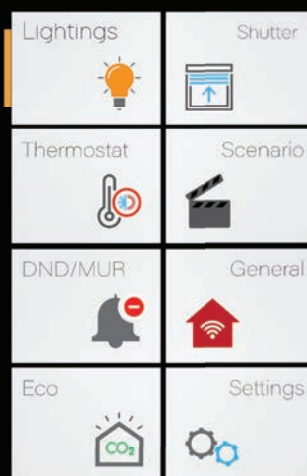 Lightings
Shutter
Thermostat
Scenario
DND/MUR
General
Eco
CO2
Settings